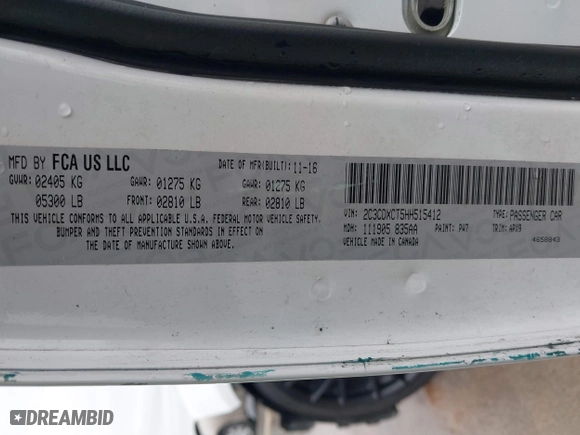 MFD BY FCA US LLC DATE OF MFR(BUILT): 11-16
GVWR: 02405 KG GAWR: 01275 KG GAWR: 01275 KG
05300 LB FRONT: 02810 LB REAR: 02810 LB
THIS VEHICLE CONFORMS TO ALL APPLICABLE U.S.A. FEDERAL MOTOR VEHICLE SAFETY,
BUMPER AND THEFT PREVENTION STANDARDS IN EFFECT ON
THE DATE OF MANUFACTURE SHOWN ABOVE.
VIN: 2C3CDXCT5HH515412 TYPE: PASSENGER CAR
MDH: 111905 835AA PAINT: PW7 TRIM: APX9
VEHICLE MADE IN CANADA 4658843
DREAMBID